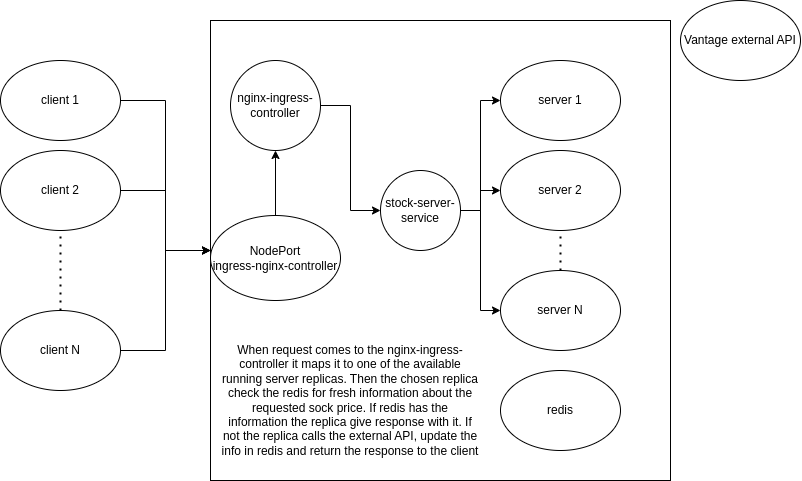 Vantage external API
client 1
nginx-ingress-
controller
server 1
client 2
stock-server-
service
server 2
NodePort
ingress-nginx-controller
client N
server N
When request comes to the nginx-ingress-
controller it maps it to one of the available
running server replicas. Then the chosen replica
check the redis for fresh information about the
requested sock price. If redis has the
information the replica give response with it. If
not the replica calls the external API, update the
info in redis and return the response to the client
redis